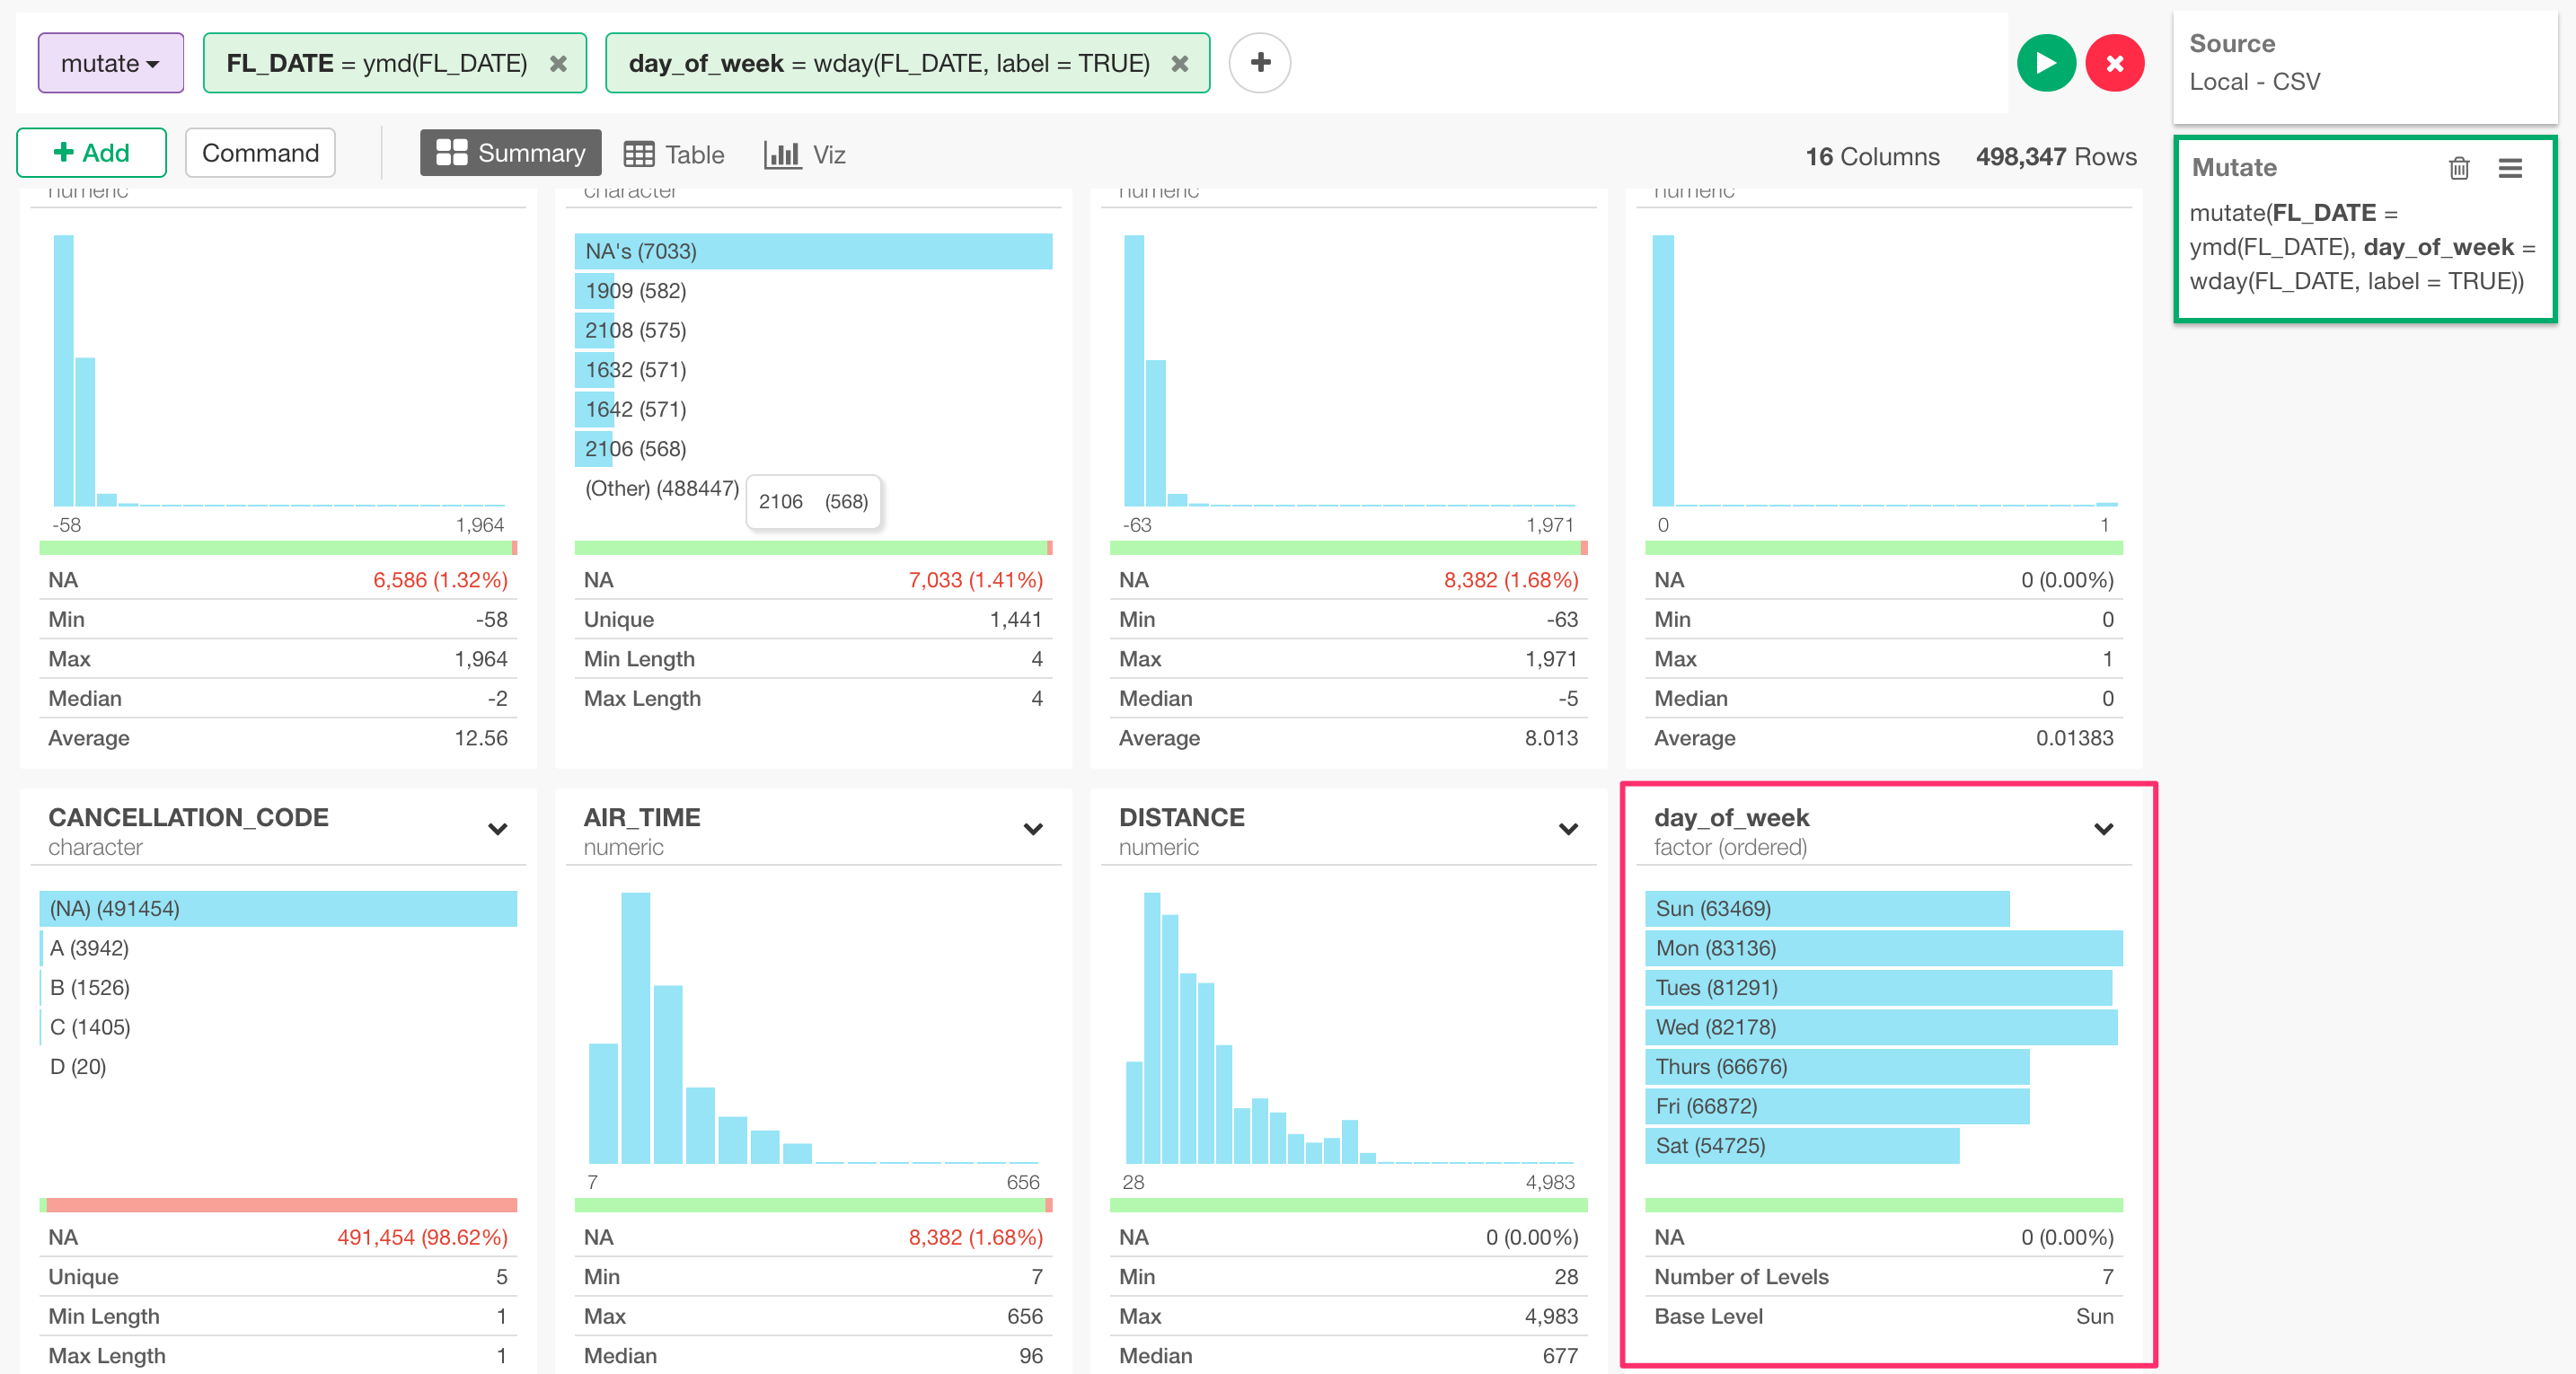 mutate
FL_DATE = ymd(FL_DATE)
day_of_week = wday(FL_DATE, label = TRUE)
Source
Local - CSV
Add
Command
Summary
Table
Viz
16 Columns
498,347 Rows
Mutate
mutate(FL_DATE =
ymd(FL_DATE), day_of_week =
wday(FL_DATE, label = TRUE))
numeric
-58 1,964
NA 6,586 (1.32%)
Min -58
Max 1,964
Median -2
Average 12.56
character
NA's (7033)
1909 (582)
2108 (575)
1632 (571)
1642 (571)
2106 (568)
(Other) (488447)
2106 (568)
NA 7,033 (1.41%)
Unique 1,441
Min Length 4
Max Length 4
numeric
-63 1,971
NA 8,382 (1.68%)
Min -63
Max 1,971
Median -5
Average 8.013
numeric
0 1
NA 0 (0.00%)
Min 0
Max 1
Median 0
Average 0.01383
CANCELLATION_CODE
character
(NA) (491454)
A (3942)
B (1526)
C (1405)
D (20)
NA 491,454 (98.62%)
Unique 5
Min Length 1
Max Length 1
AIR_TIME
numeric
7 656
NA 8,382 (1.68%)
Min 7
Max 656
Median 96
DISTANCE
numeric
28 4,983
NA 0 (0.00%)
Min 28
Max 4,983
Median 677
day_of_week
factor (ordered)
Sun (63469)
Mon (83136)
Tues (81291)
Wed (82178)
Thurs (66676)
Fri (66872)
Sat (54725)
NA 0 (0.00%)
Number of Levels 7
Base Level Sun